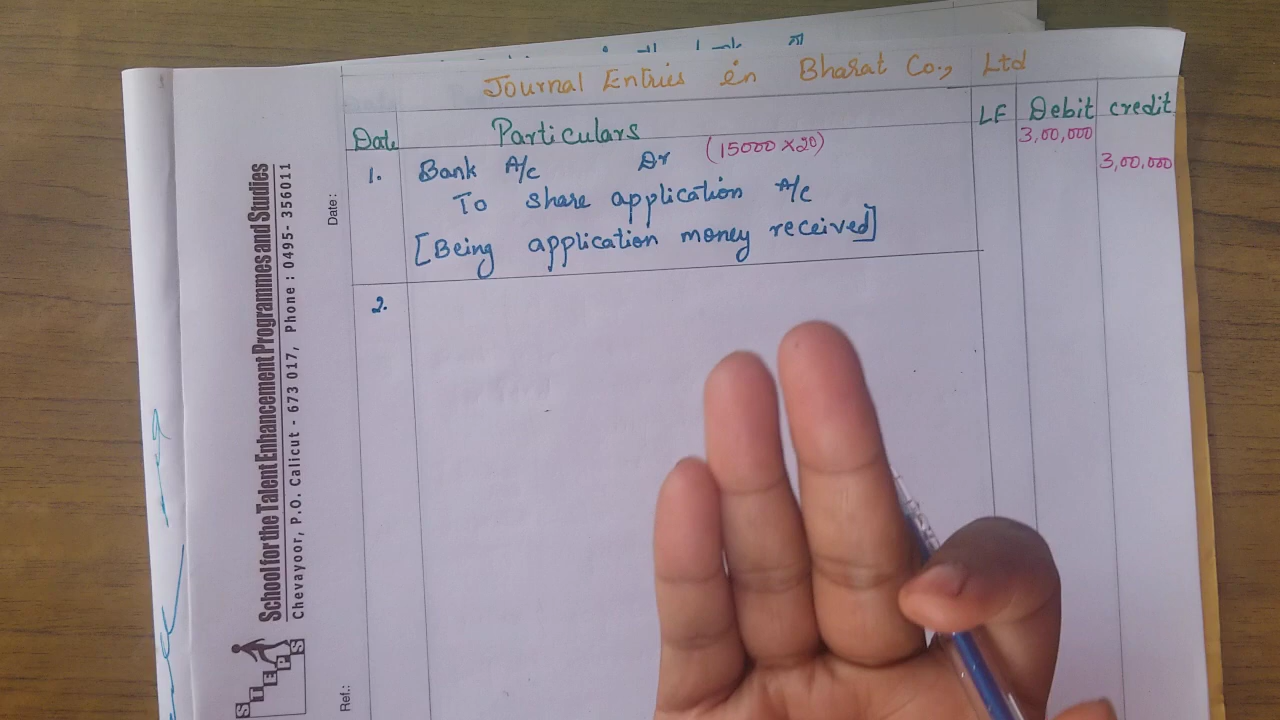 Journal Entries in Bharat Co., Ltd
Date Particulars LF Debit credit
1. Bank A/c Dr (15000 × 20) 3,00,000
To share application A/c 3,00,000
[Being application money received]
2.
School for the Talent Enhancement Programmes and Studies
Chevayoor, P.O. Calicut - 673 017, Phone : 0495- 356011
STEPS
Date :
Ref.: